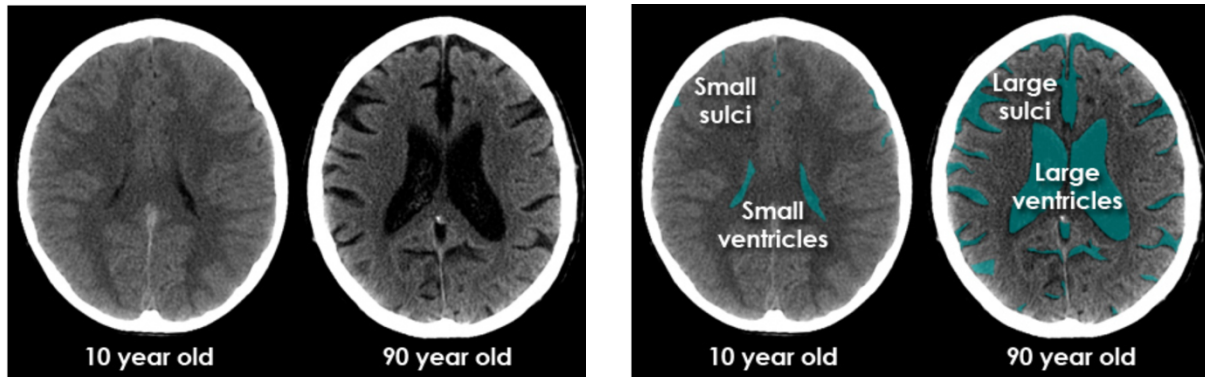 10 year old
90 year old
Small
sulci
Large
sulci
Large
ventricles
Small
ventricles
10 year old
90 year old